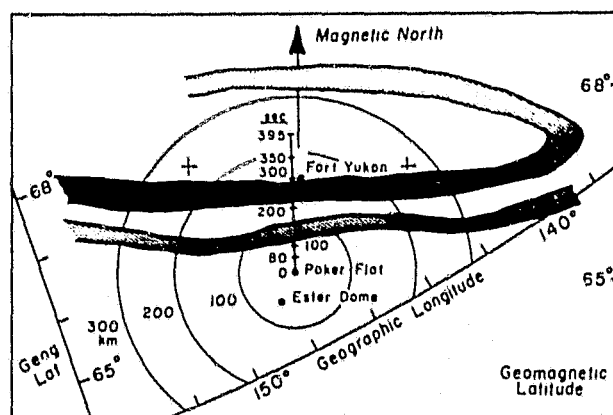 Magnetic North
68°
sec
395
350
300
Fort Yukon
68°
200
100
80
0
Poker Flat
140°
65°
Ester Dome
100
200
300
km
Geographic Longitude
150°
Geng
Lat
65°
Geomagnetic
Latitude